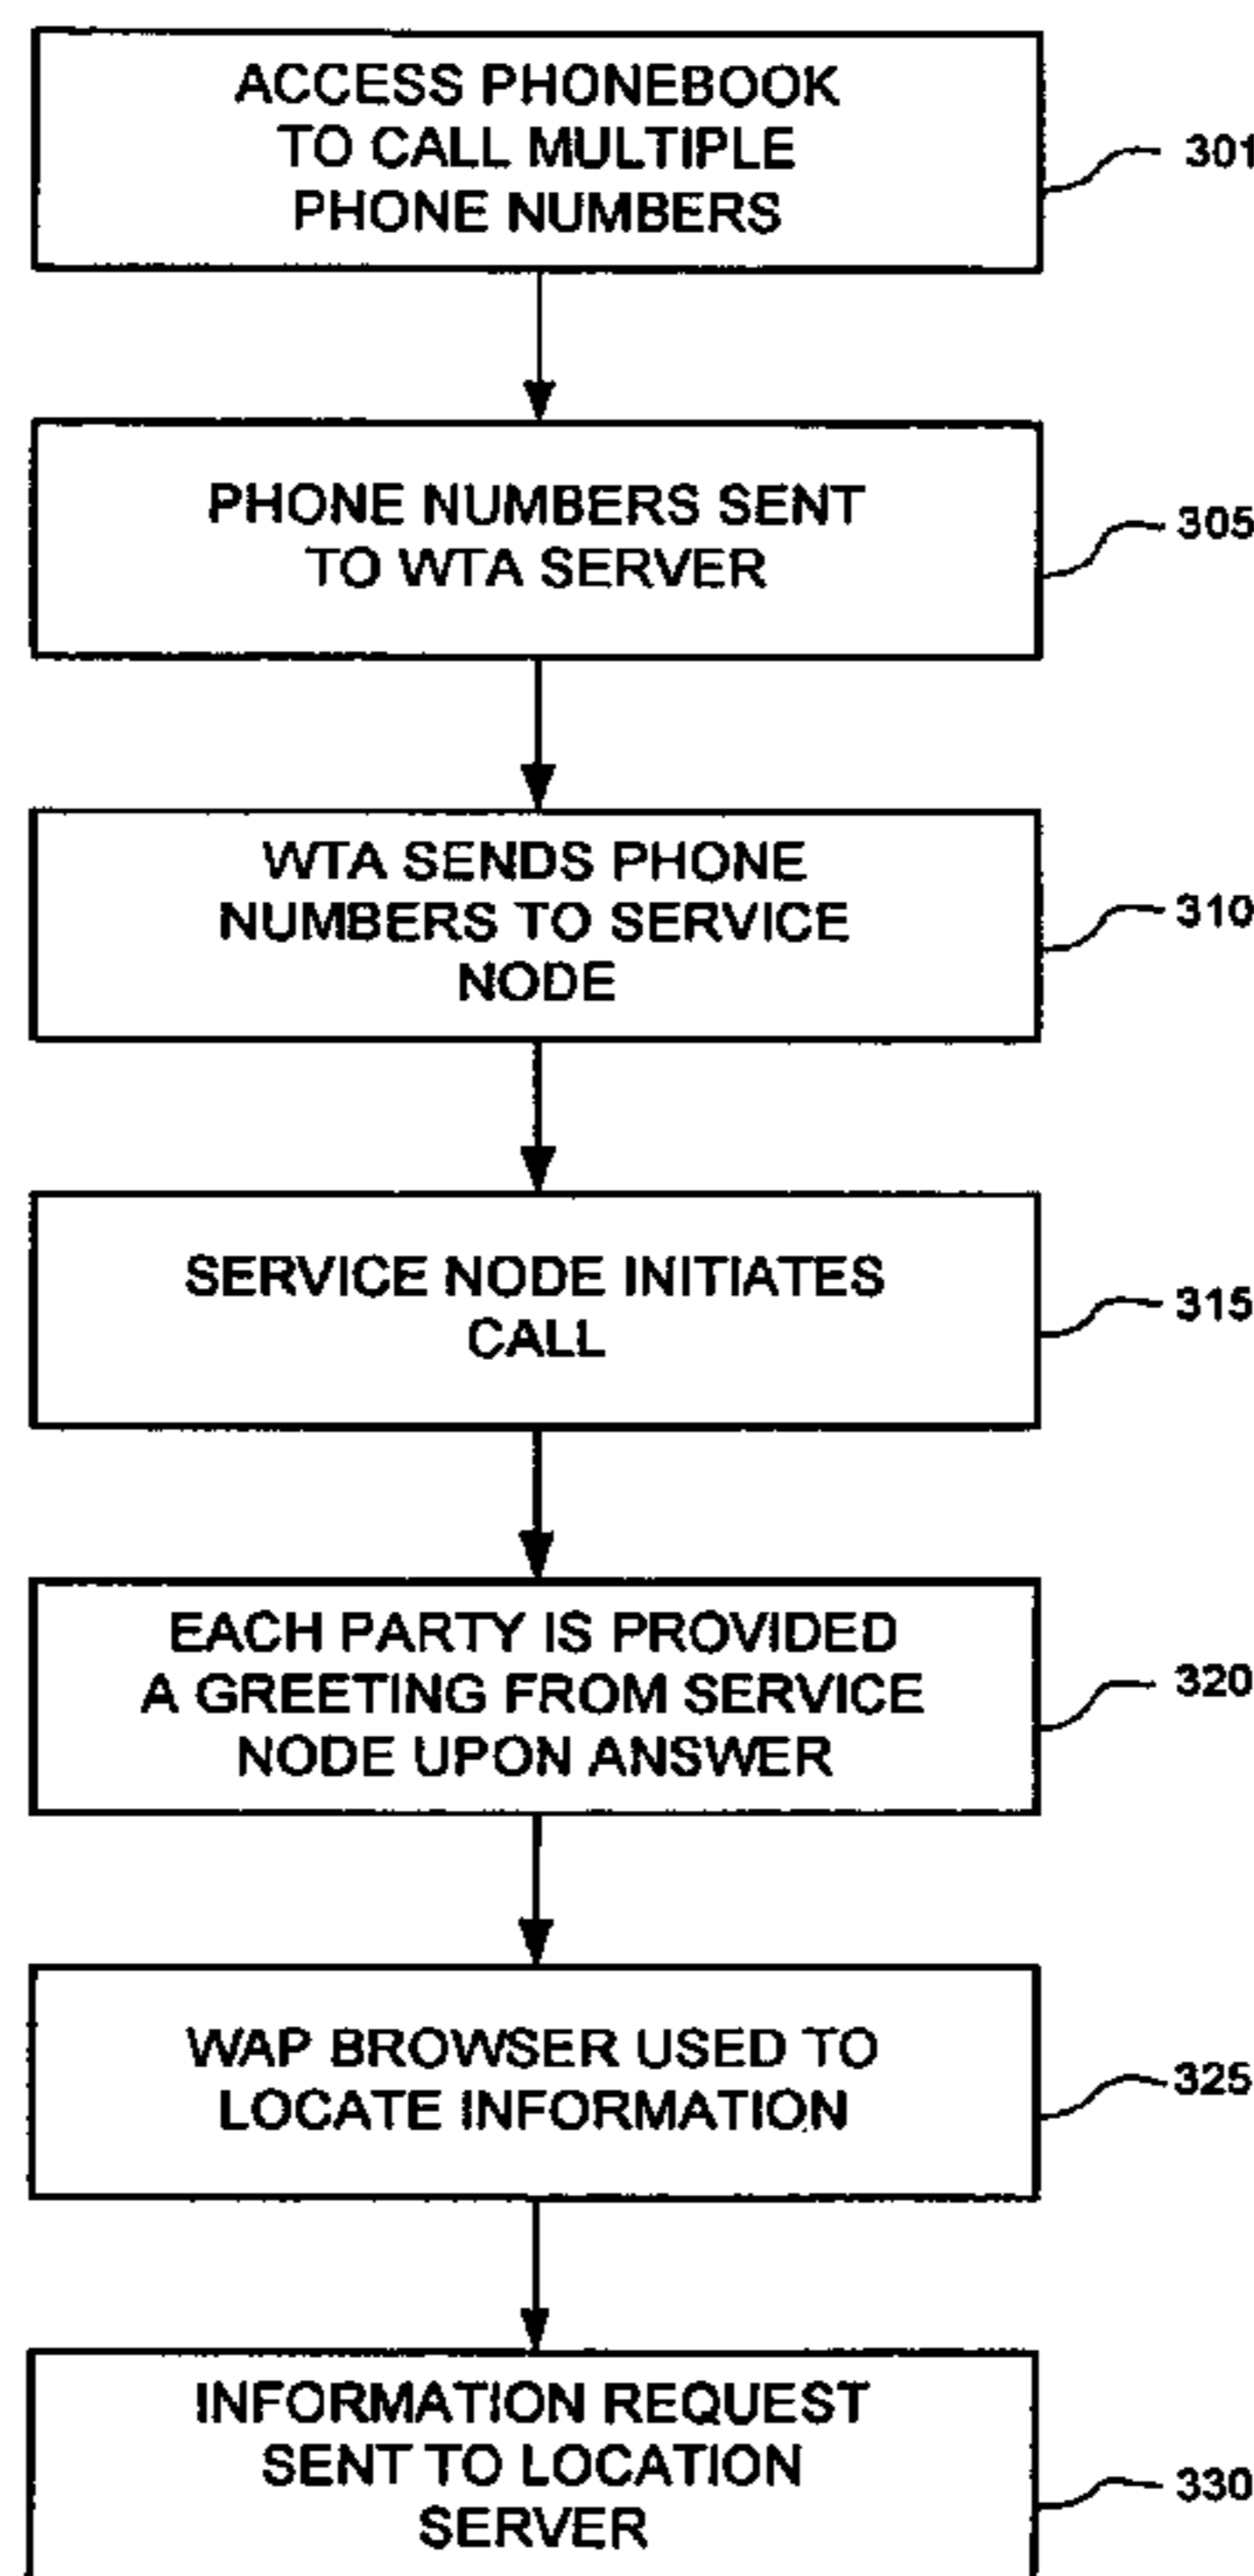 ACCESS PHONEBOOK
TO CALL MULTIPLE
PHONE NUMBERS
301
PHONE NUMBERS SENT
TO WTA SERVER
305
WTA SENDS PHONE
NUMBERS TO SERVICE
NODE
310
SERVICE NODE INITIATES
CALL
315
EACH PARTY IS PROVIDED
A GREETING FROM SERVICE
NODE UPON ANSWER
320
WAP BROWSER USED TO
LOCATE INFORMATION
325
INFORMATION REQUEST
SENT TO LOCATION
SERVER
330